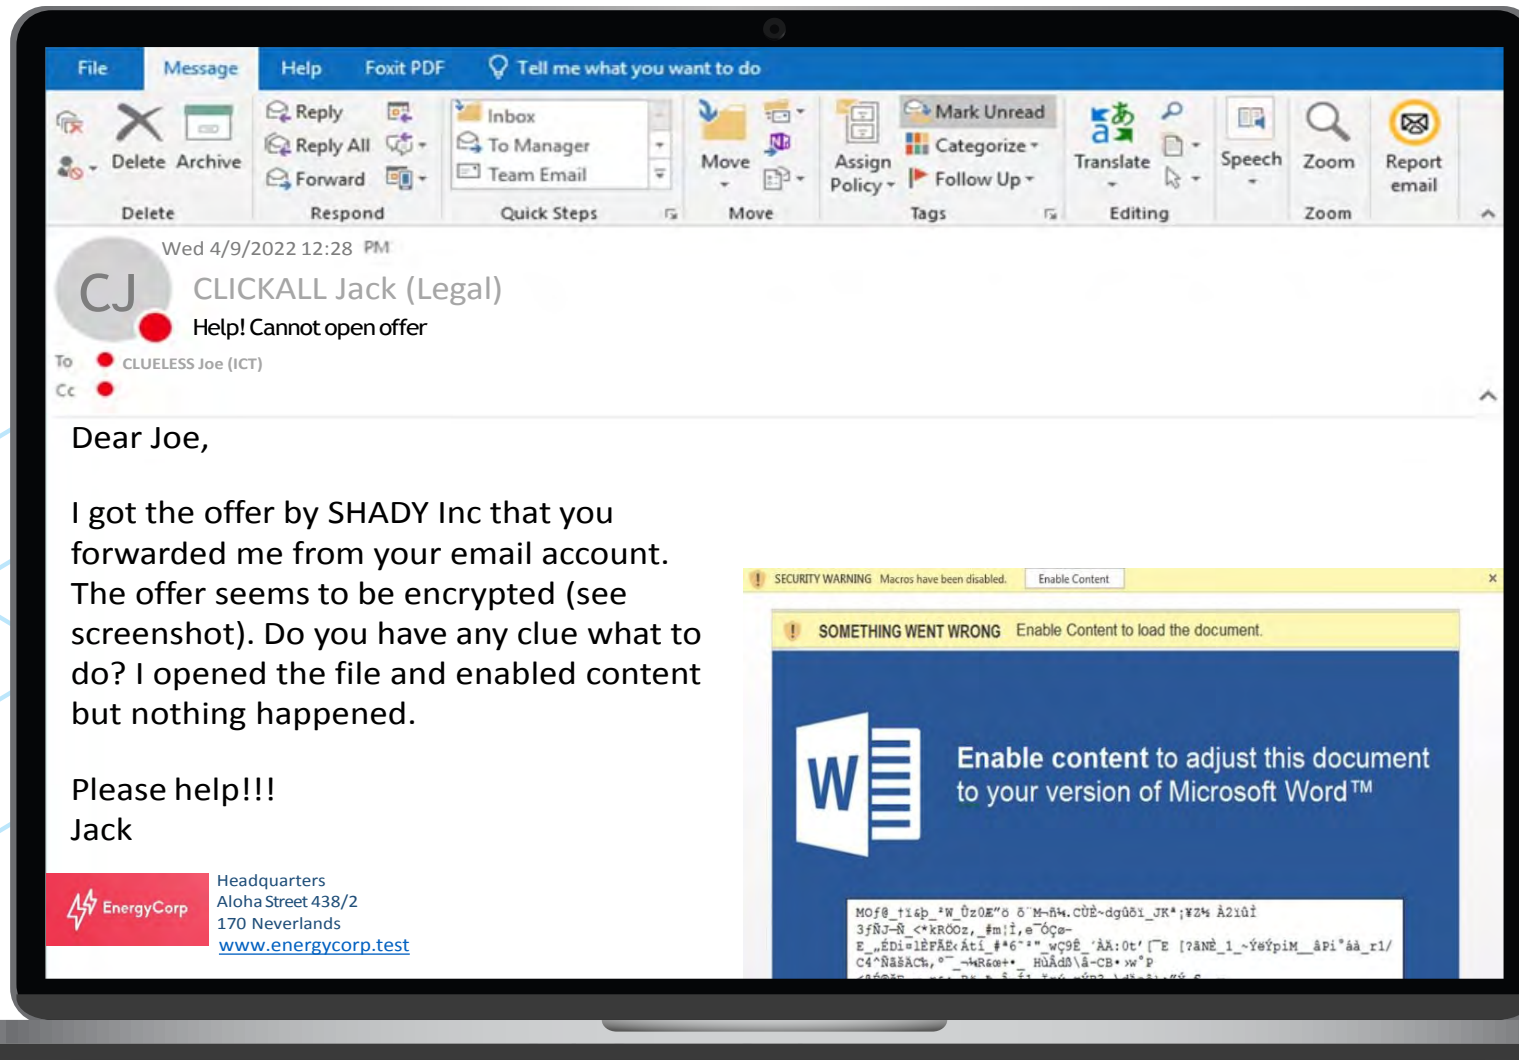 File Message Help Foxit PDF Tell me what you want to do
Delete Archive
Reply
Reply All
Forward
Inbox
To Manager
Team Email
Move
Assign Policy
Mark Unread
Categorize
Follow Up
Translate
Speech
Zoom
Report email
Delete Respond Quick Steps Move Tags Editing Zoom
Wed 4/9/2022 12:28 PM
CJ
CLICKALL Jack (Legal)
Help! Cannot open offer
To CLUELESS Joe (ICT)
Cc
Dear Joe,
I got the offer by SHADY Inc that you
forwarded me from your email account.
The offer seems to be encrypted (see
screenshot). Do you have any clue what to
do? I opened the file and enabled content
but nothing happened.
Please help!!!
Jack
EnergyCorp
Headquarters
Aloha Street 438/2
170 Neverlands
www.energycorp.test
SECURITY WARNING Macros have been disabled. Enable Content
SOMETHING WENT WRONG Enable Content to load the document.
W
Enable content to adjust this document
to your version of Microsoft Word™